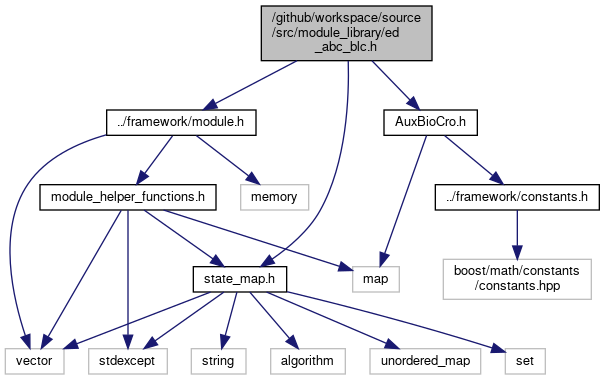 /github/workspace/source
/src/module_library/ed
_abc_blc.h
../framework/module.h
AuxBioCro.h
module_helper_functions.h
memory
../framework/constants.h
state_map.h
map
boost/math/constants
/constants.hpp
vector
stdexcept
string
algorithm
unordered_map
set